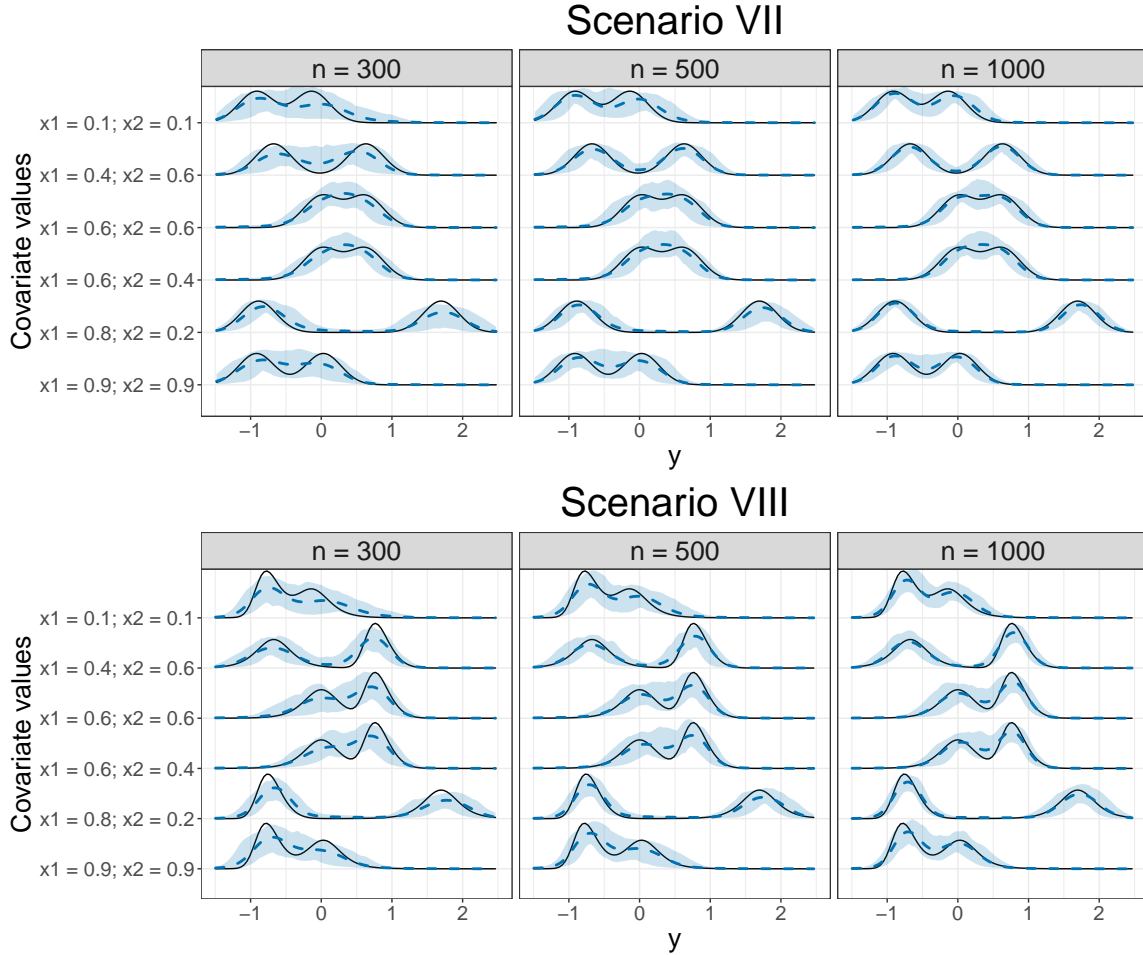 Scenario VII
n = 300 n = 500 n = 1000
Covariate values
x1 = 0.1; x2 = 0.1
x1 = 0.4; x2 = 0.6
x1 = 0.6; x2 = 0.6
x1 = 0.6; x2 = 0.4
x1 = 0.8; x2 = 0.2
x1 = 0.9; x2 = 0.9
−1 0 1 2 −1 0 1 2 −1 0 1 2
y
Scenario VIII
n = 300 n = 500 n = 1000
Covariate values
x1 = 0.1; x2 = 0.1
x1 = 0.4; x2 = 0.6
x1 = 0.6; x2 = 0.6
x1 = 0.6; x2 = 0.4
x1 = 0.8; x2 = 0.2
x1 = 0.9; x2 = 0.9
−1 0 1 2 −1 0 1 2 −1 0 1 2
y